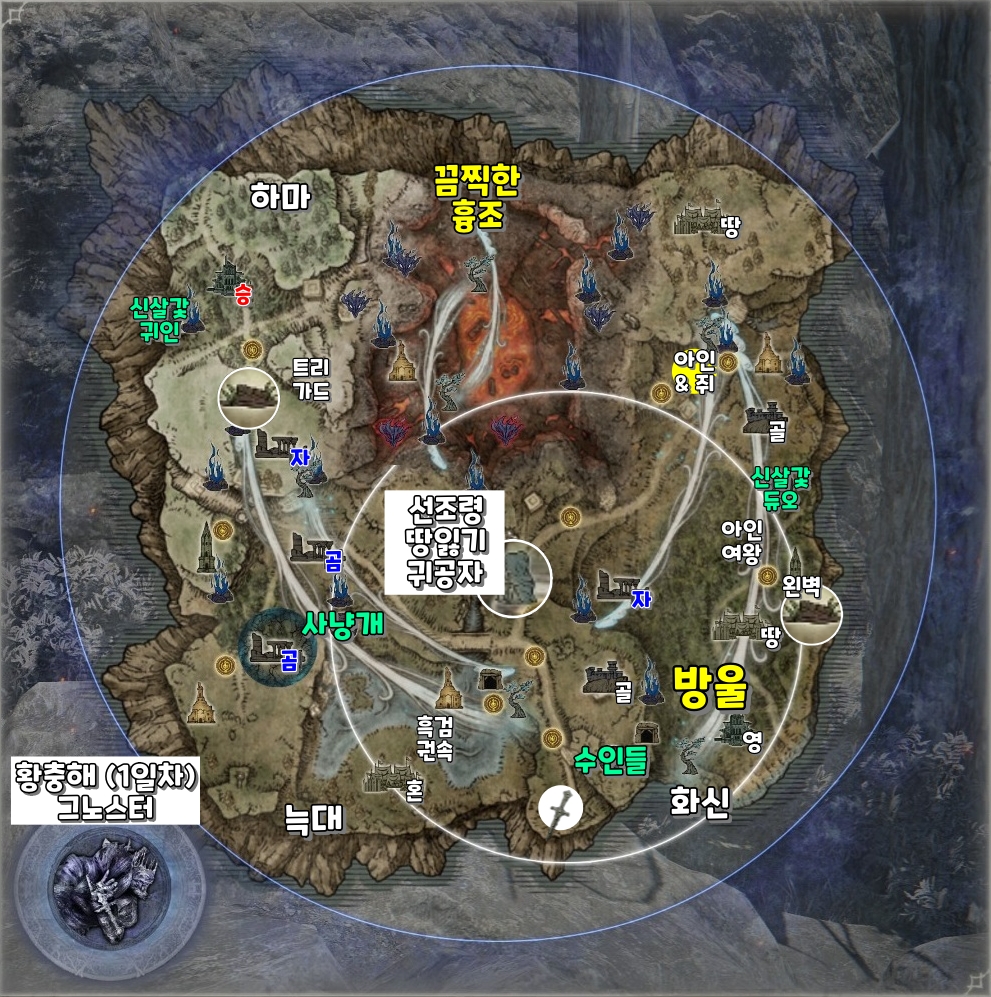 하마
끔찍한
흉조
땅
승
신살갗
귀인
트리
가드
아인
& 쥐
골
자
신살갗
듀오
선조령
땅잃기
귀공자
아인
여왕
곰
왼벽
자
사냥개
땅
곰
방울
골
흑검
권속
영
수인들
황충해 (1일차)
그노스터
혼
화신
늑대